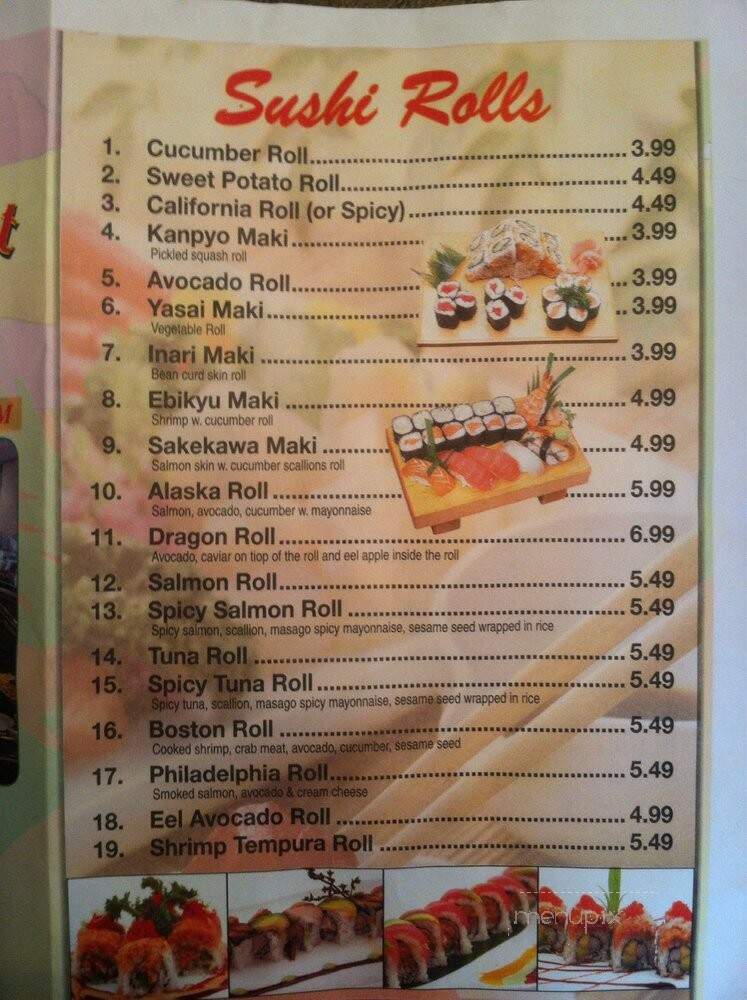 Sushi Rolls
1. Cucumber Roll.......................................................... 3.99
2. Sweet Potato Roll.................................................... 4.49
3. California Roll (or Spicy)........................................ 4.49
4. Kanpyo Maki........................ .... 3.99
Pickled squash roll
5. Avocado Roll....................... ... 3.99
6. Yasai Maki........................... .. 3.99
Vegetable Roll
7. Inari Maki ................................................................. 3.99
Bean curd skin roll
8. Ebikyu Maki ............................................................. 4.99
Shrimp w. cucumber roll
9. Sakekawa Maki ................. .......... 4.99
Salmon skin w. cucumber scallions roll
10. Alaska Roll....................... .......... 5.99
Salmon, avocado, cucumber w. mayonnaise
11. Dragon Roll.............................................................. 6.99
Avocado, caviar on tiop of the roll and eel apple inside the roll
12. Salmon Roll.............................................................. 5.49
13. Spicy Salmon Roll ................................................... 5.49
Spicy salmon, scallion, masago spicy mayonnaise, sesame seed wrapped in rice
14. Tuna Roll .................................................................. 5.49
15. Spicy Tuna Roll........................................................ 5.49
Spicy tuna, scallion, masago spicy mayonnaise, sesame seed wrapped in rice
16. Boston Roll .............................................................. 5.49
Cooked shrimp, crab meat, avocado, cucumber, sesame seed
17. Philadelphia Roll...................................................... 5.49
Smoked salmon, avocado & cream cheese
18. Eel Avocado Roll ..................................................... 4.99
19. Shrimp Tempura Roll ............................................. 5.49
menupix
t
M